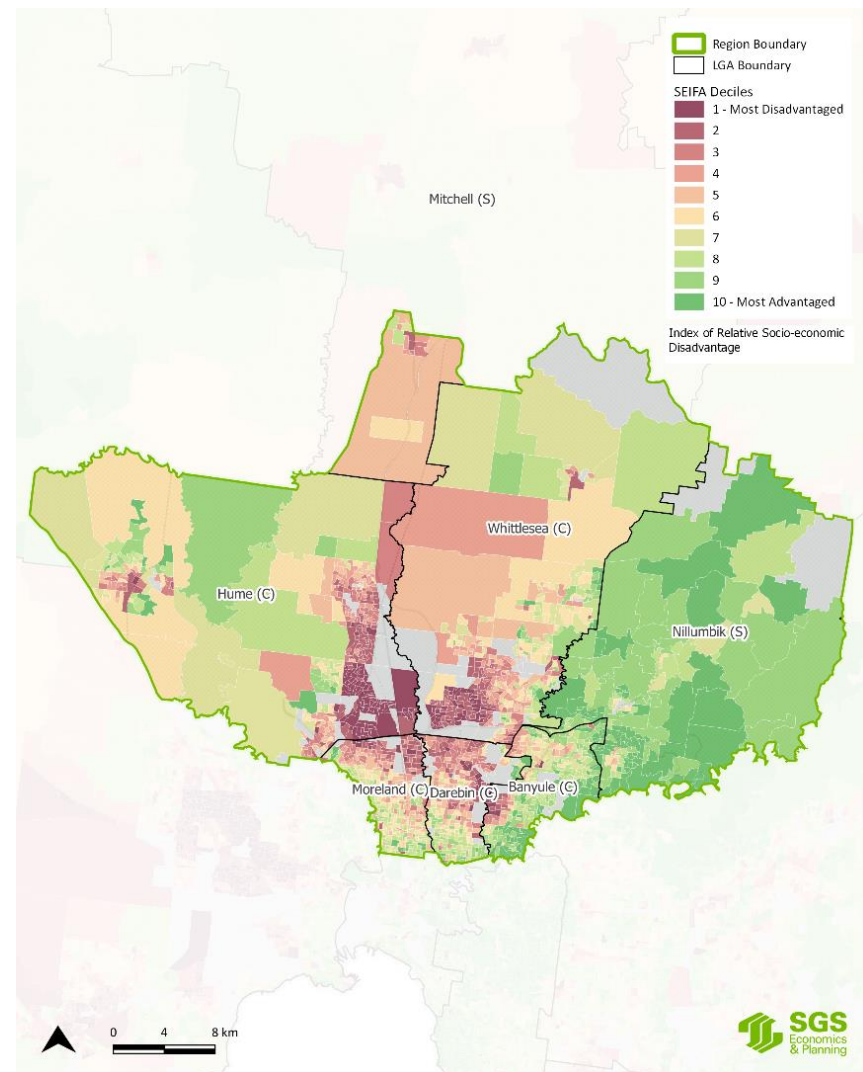 Region Boundary
LGA Boundary
SEIFA Deciles
1 - Most Disadvantaged
2
3
4
5
6
7
8
9
10 - Most Advantaged
Index of Relative Socio-economic
Disadvantage
Mitchell (S)
Whittlesea (C)
Hume (C)
Nillumbik (S)
Moreland (C)
Darebin (C)
Banyule (C)
0 4 8 km
SGS
Economics
& Planning